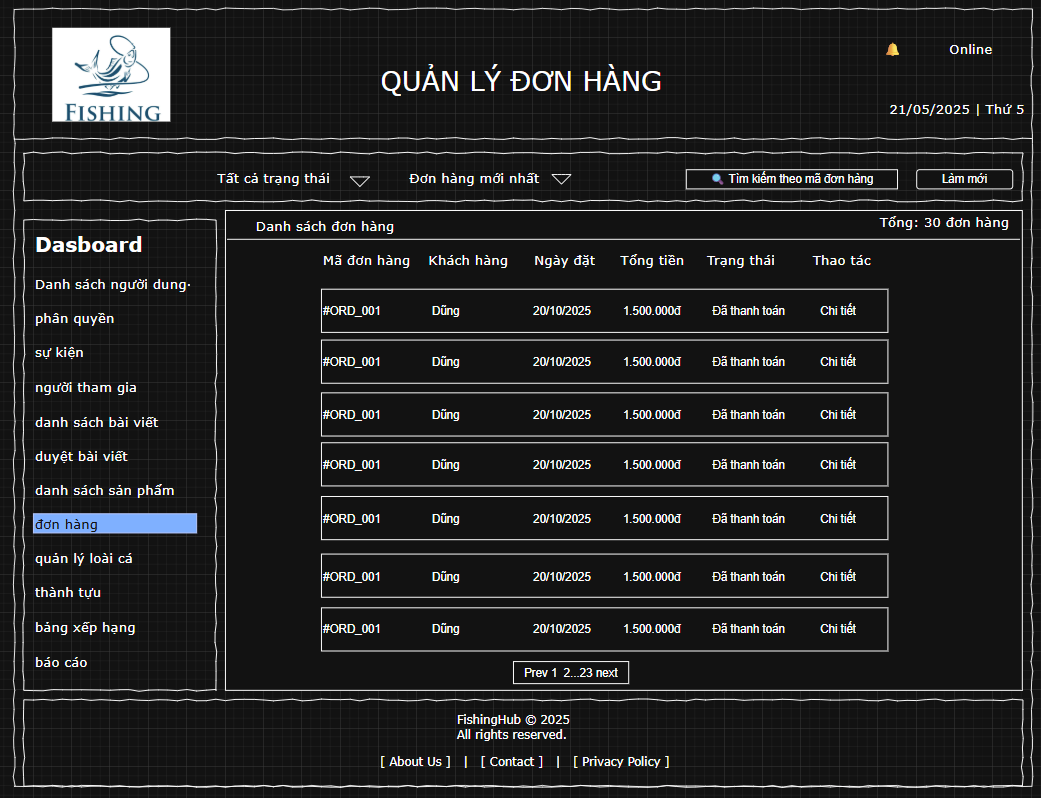 FISHING
QUẢN LÝ ĐƠN HÀNG
Online
21/05/2025 | Thứ 5
Tất cả trạng thái
Đơn hàng mới nhất
Tìm kiếm theo mã đơn hàng
Làm mới
Dasboard
Danh sách người dung
phân quyền
sự kiện
người tham gia
danh sách bài viết
duyệt bài viết
danh sách sản phẩm
đơn hàng
quản lý loài cá
thành tựu
bảng xếp hạng
báo cáo
Danh sách đơn hàng
Tổng: 30 đơn hàng
Mã đơn hàng Khách hàng Ngày đặt Tổng tiền Trạng thái Thao tác
#ORD_001 Dũng 20/10/2025 1.500.000đ Đã thanh toán Chi tiết
#ORD_001 Dũng 20/10/2025 1.500.000đ Đã thanh toán Chi tiết
#ORD_001 Dũng 20/10/2025 1.500.000đ Đã thanh toán Chi tiết
#ORD_001 Dũng 20/10/2025 1.500.000đ Đã thanh toán Chi tiết
#ORD_001 Dũng 20/10/2025 1.500.000đ Đã thanh toán Chi tiết
#ORD_001 Dũng 20/10/2025 1.500.000đ Đã thanh toán Chi tiết
#ORD_001 Dũng 20/10/2025 1.500.000đ Đã thanh toán Chi tiết
Prev 1 2...23 next
FishingHub © 2025
All rights reserved.
[ About Us ] | [ Contact ] | [ Privacy Policy ]